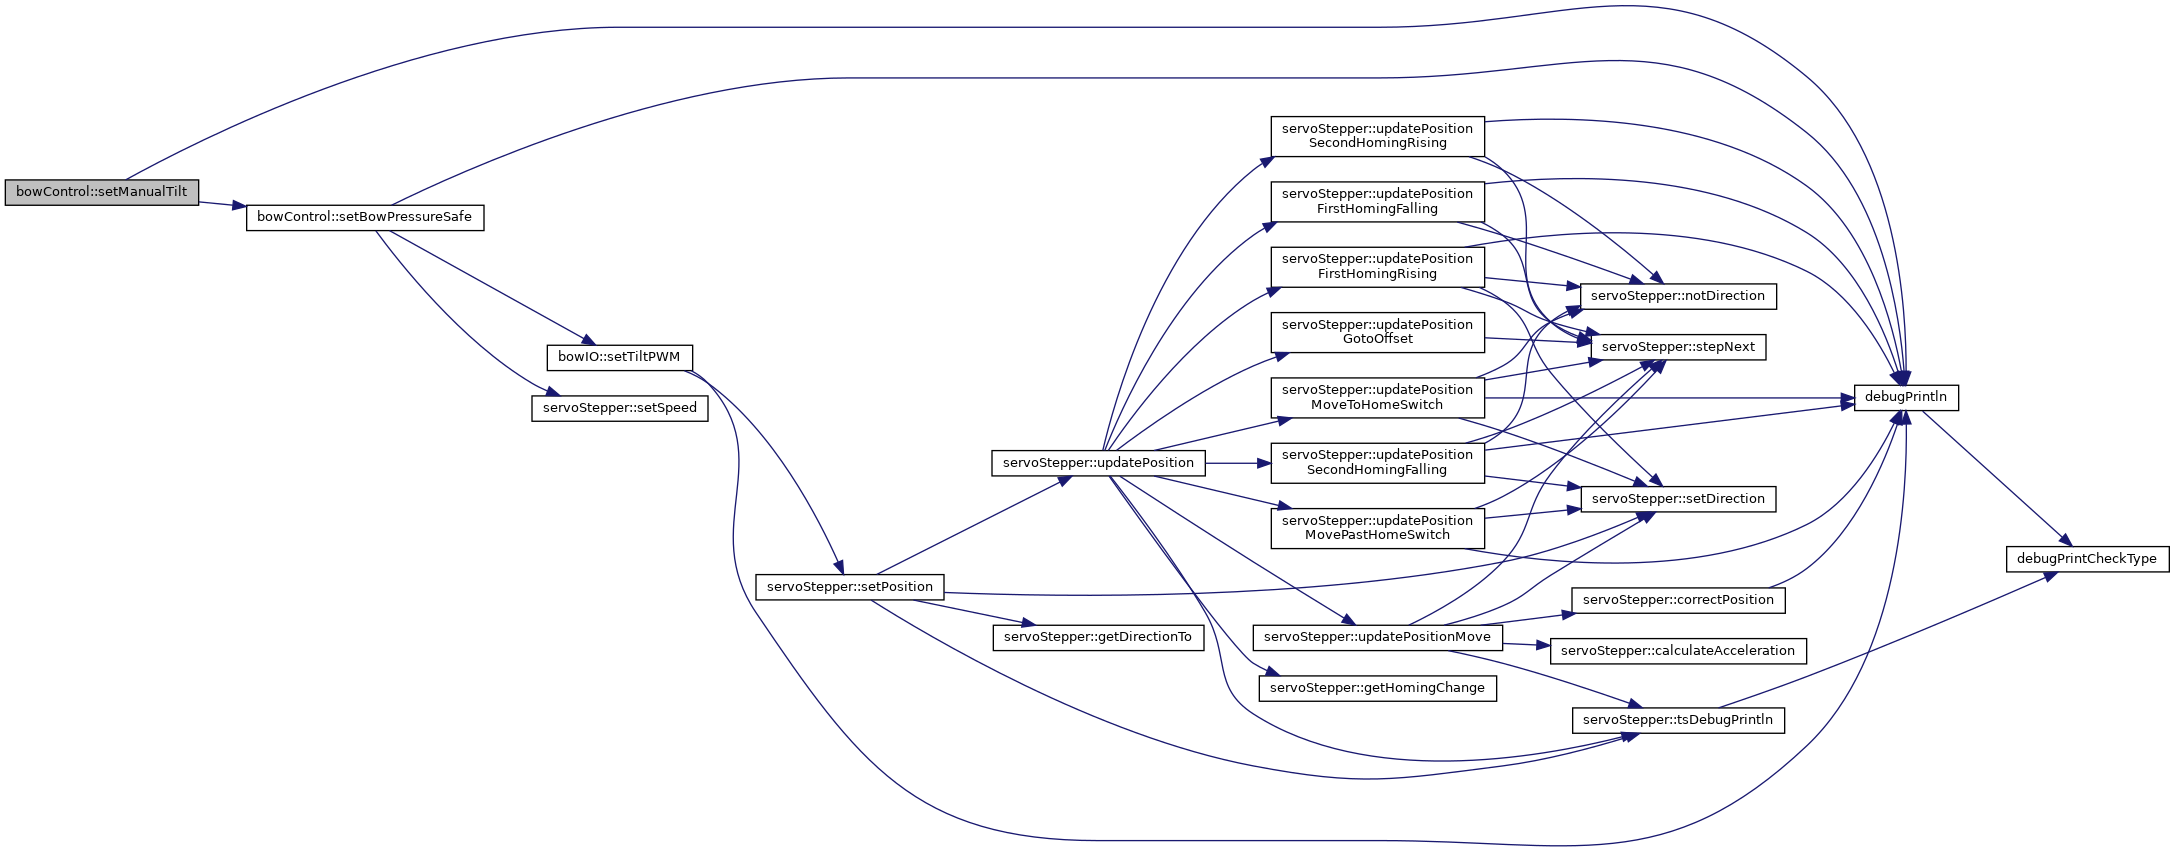 bowControl::setManualTilt
bowControl::setBowPressureSafe
bowIO::setTiltPWM
servoStepper::setSpeed
servoStepper::setPosition
servoStepper::updatePosition
servoStepper::getDirectionTo
servoStepper::updatePosition
SecondHomingRising
servoStepper::updatePosition
FirstHomingFalling
servoStepper::updatePosition
FirstHomingRising
servoStepper::updatePosition
GotoOffset
servoStepper::updatePosition
MoveToHomeSwitch
servoStepper::updatePosition
SecondHomingFalling
servoStepper::updatePosition
MovePastHomeSwitch
servoStepper::updatePositionMove
servoStepper::getHomingChange
servoStepper::notDirection
servoStepper::stepNext
servoStepper::setDirection
servoStepper::correctPosition
servoStepper::calculateAcceleration
servoStepper::tsDebugPrintln
debugPrintln
debugPrintCheckType